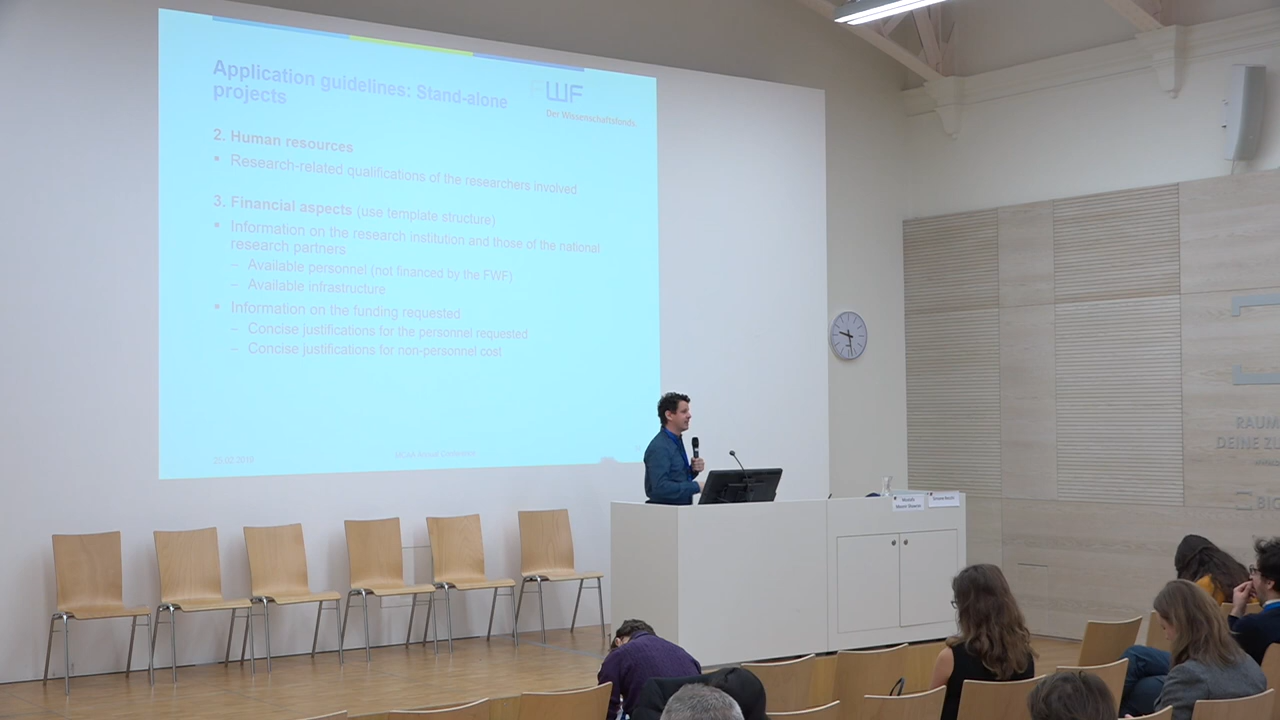 Application guidelines: Stand-alone
projects
FWF
Der Wissenschaftsfonds.
2. Human resources
▪ Research-related qualifications of the researchers involved
3. Financial aspects (use template structure)
▪ Information on the research institution and those of the national
research partners
– Available personnel (not financed by the FWF)
– Available infrastructure
▪ Information on the funding requested
– Concise justifications for the personnel requested
– Concise justifications for non-personnel cost
MCAA Annual Conference
RAUM
DEINE